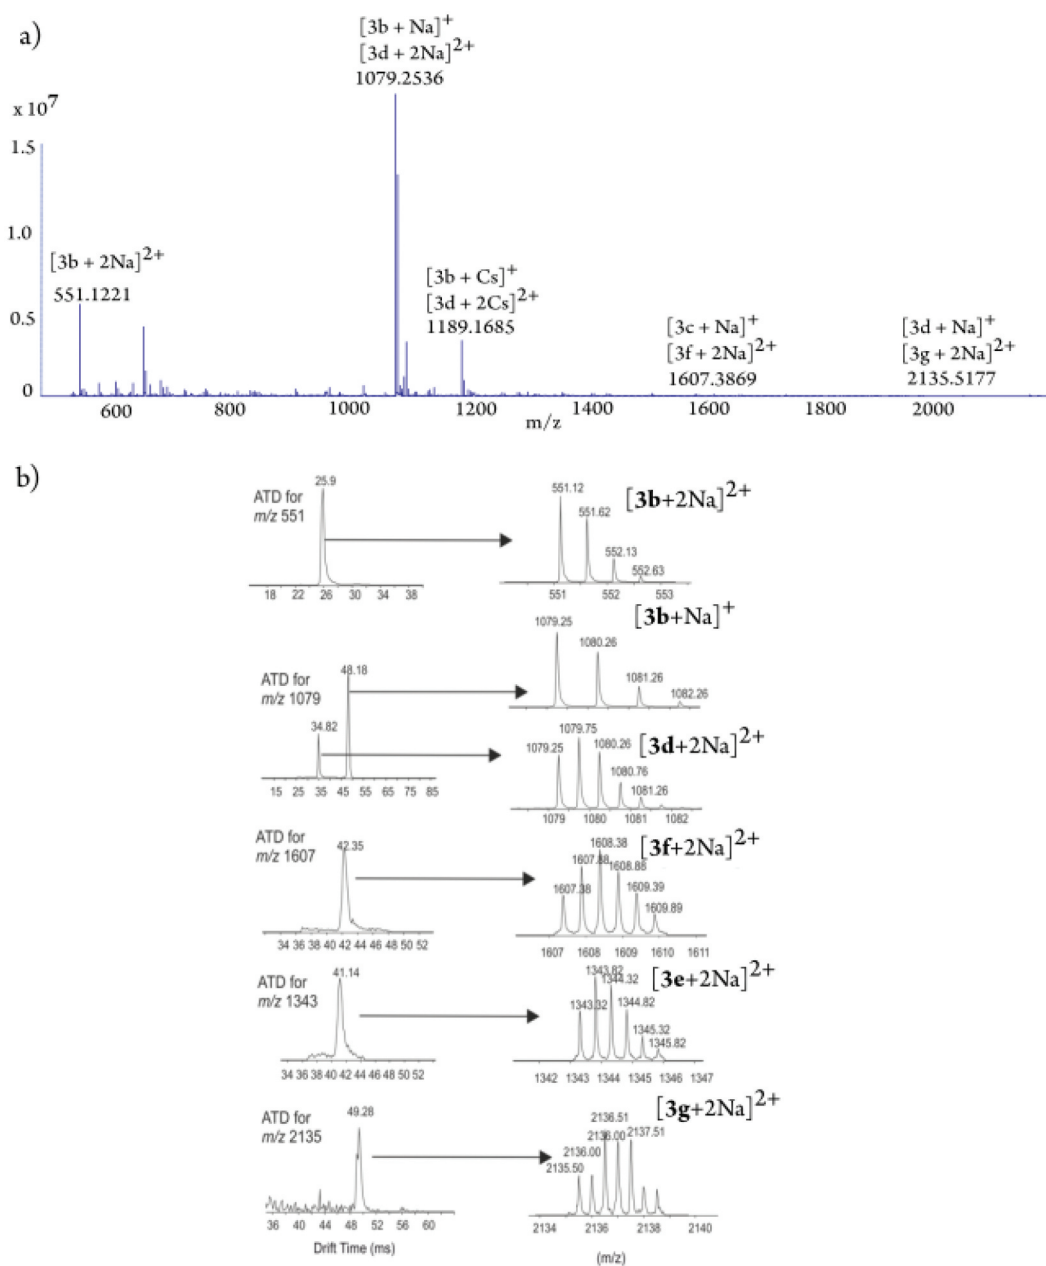 a)
[3b + Na]+
[3d + 2Na]2+
1079.2536
x 10^7
1.5
1.0
[3b + 2Na]2+
551.1221
[3b + Cs]+
[3d + 2Cs]2+
1189.1685
0.5
[3c + Na]+
[3f + 2Na]2+
1607.3869
[3d + Na]+
[3g + 2Na]2+
2135.5177
0
600 800 1000 1200 1400 1600 1800 2000
m/z
b)
ATD for
m/z 551
25.9
18 22 26 30 34 38
551.12
551.62
552.13
552.63
551 552 553
[3b+2Na]2+
[3b+Na]+
1079.25
1080.26
1081.26
1082.26
ATD for
m/z 1079
48.18
34.82
15 25 35 45 55 65 75 85
1079.25
1079.75
1080.26
1080.76
1081.26
1079 1080 1081 1082
[3d+2Na]2+
ATD for
m/z 1607
42.35
34 36 38 40 42 44 46 48 50 52
1607.38
1607.88
1608.38
1608.88
1609.39
1609.89
1607 1608 1609 1610 1611
[3f+2Na]2+
ATD for
m/z 1343
41.14
34 36 38 40 42 44 46 48 50 52
1343.32
1343.82
1344.32
1344.82
1345.32
1345.82
1342 1343 1344 1345 1346 1347
[3e+2Na]2+
ATD for
m/z 2135
49.28
36 40 44 48 52 56 60
Drift Time (ms)
2135.50
2136.00
2136.51
2136.00
2137.51
2134 2136 2138 2140
(m/z)
[3g+2Na]2+